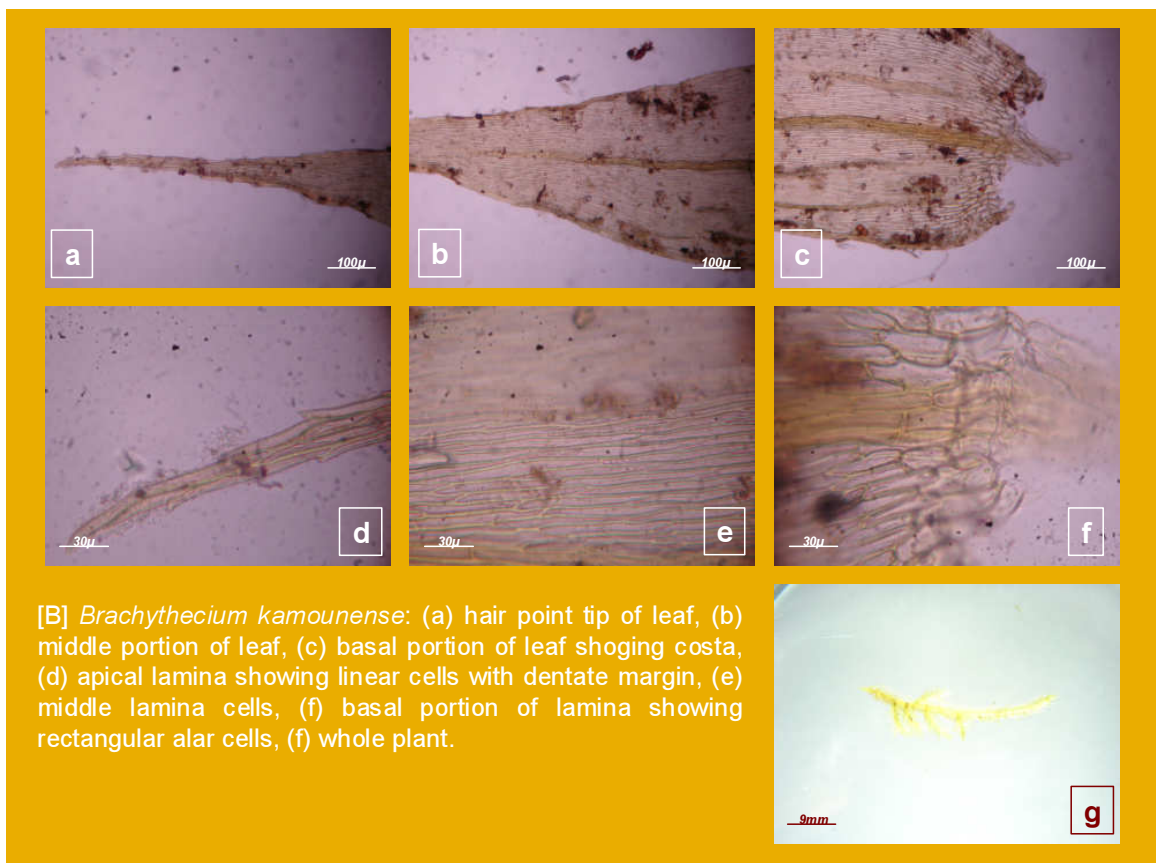 a
100μ
b
100μ
c
100μ
d
30μ
e
30μ
f
30μ
[B] Brachythecium kamounense: (a) hair point tip of leaf, (b)
middle portion of leaf, (c) basal portion of leaf shoging costa,
(d) apical lamina showing linear cells with dentate margin, (e)
middle lamina cells, (f) basal portion of lamina showing
rectangular alar cells, (f) whole plant.
g
9mm